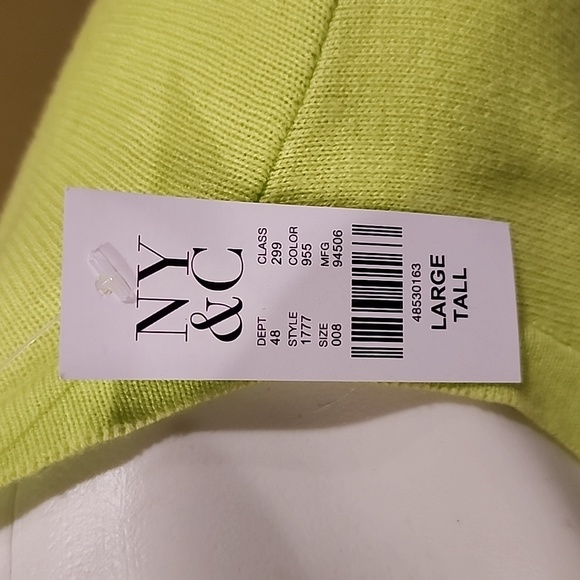 NY
&C
DEPT CLASS
48 299
STYLE COLOR
1777 955
SIZE MFG
008 94506
48530163
LARGE
TALL